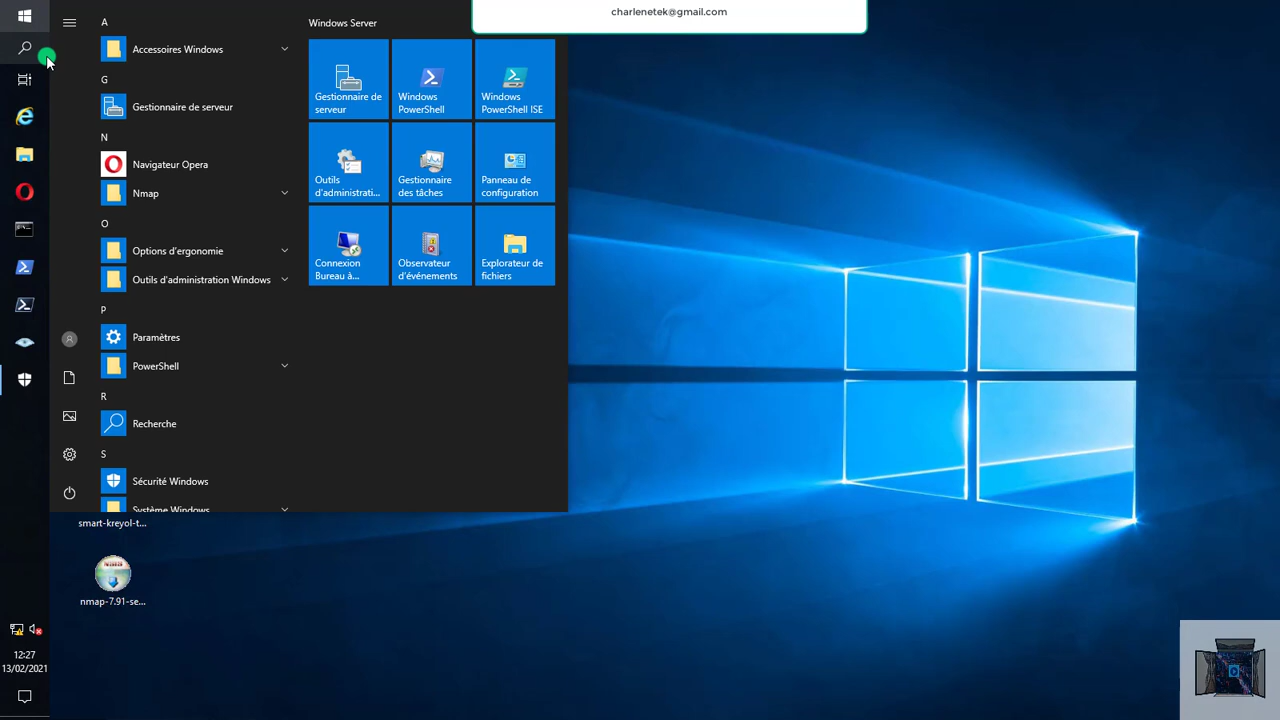 charlenetek@gmail.com
A
Accessoires Windows
G
Gestionnaire de serveur
N
Navigateur Opera
Nmap
O
Options d'ergonomie
Outils d'administration Windows
P
Paramètres
PowerShell
R
Recherche
S
Sécurité Windows
Système Windows
Windows Server
Gestionnaire de
serveur
Windows
PowerShell
Windows
PowerShell ISE
Outils
d'administrati...
Gestionnaire
des tâches
Panneau de
configuration
Connexion
Bureau à...
Observateur
d'événements
Explorateur de
fichiers
smart-kreyol-t...
nmap-7.91-se...
12:27
13/02/2021